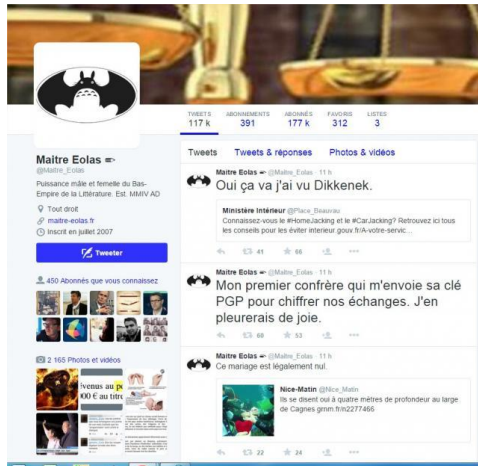 TWEETS ABONNEMENTS ABONNÉS FAVORIS LISTES
117 k 391 177 k 312 3
Maitre Eolas
@Maitre_Eolas
Puissance mâle et femelle du Bas-
Empire de la Littérature. Est. MMIV AD
Tout droit
maitre-eolas.fr
Inscrit en juillet 2007
Tweeter
450 Abonnés que vous connaissez
2 165 Photos et vidéos
Tweets Tweets & réponses Photos & vidéos
Maitre Eolas @Maitre_Eolas · 11 h
Oui ça va j'ai vu Dikkenek.
Ministère Intérieur @Place_Beauvau
Connaissez-vous le #HomeJacking et le #CarJacking? Retrouvez ici tous
les conseils pour les éviter interieur.gouv.fr/A-votre-servic...
41 66
Maitre Eolas @Maitre_Eolas · 11 h
Mon premier confrère qui m'envoie sa clé
PGP pour chiffrer nos échanges. J'en
pleurerais de joie.
60 53
Maitre Eolas @Maitre_Eolas · 11 h
Ce mariage est légalement nul.
Nice-Matin @Nice_Matin
Ils se disent oui à quatre mètres de profondeur au large
de Cagnes nmm.fr/m2277466
22 24